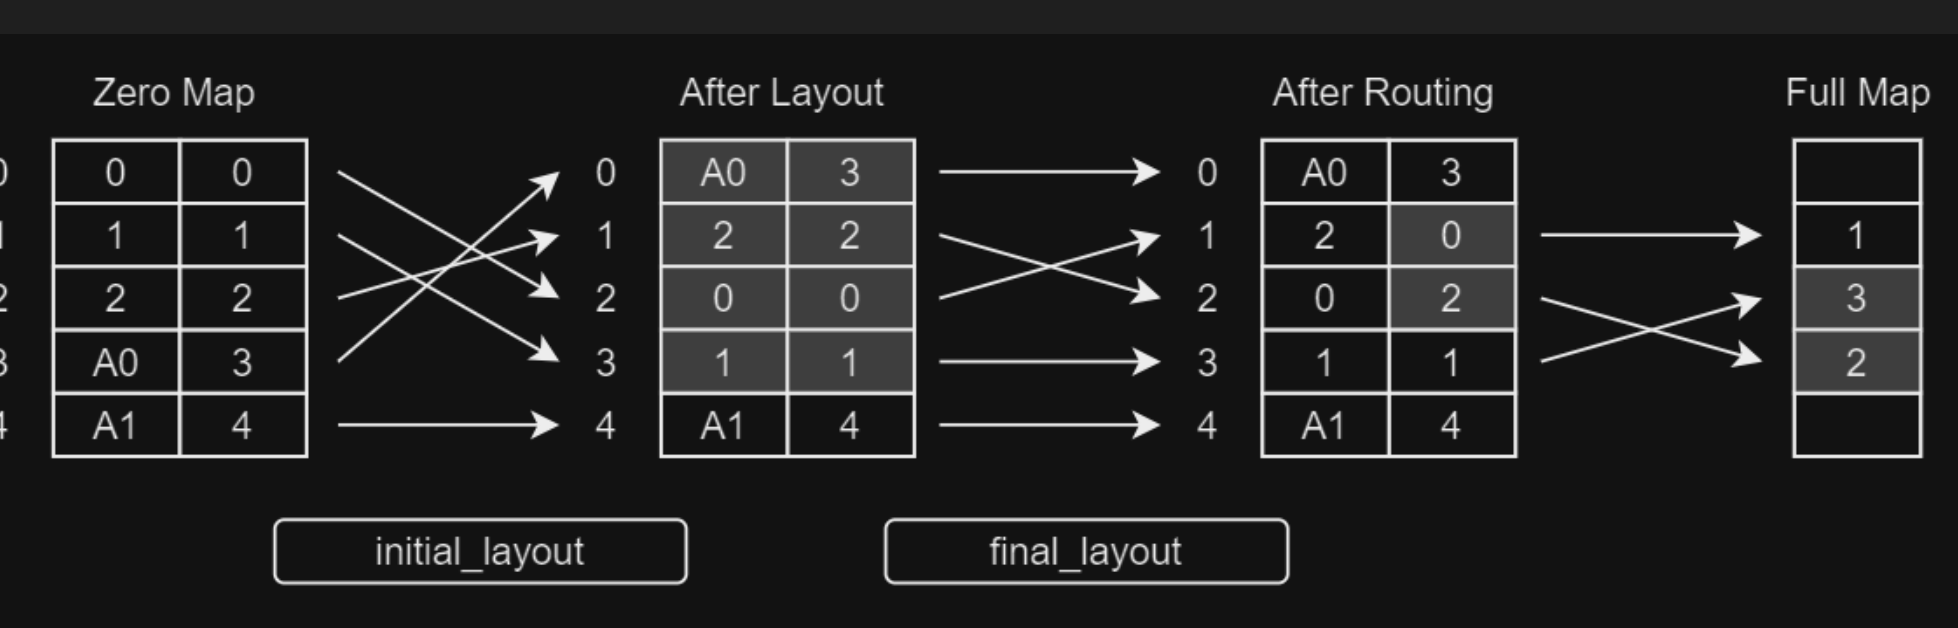 Zero Map After Layout After Routing Full Map
0 0 0 0 A0 3 0 A0 3
1 1 1 1 2 2 1 2 0 1
2 2 2 2 0 0 2 0 2 3
3 A0 3 3 1 1 3 1 1 2
4 A1 4 4 A1 4 4 A1 4
initial_layout final_layout